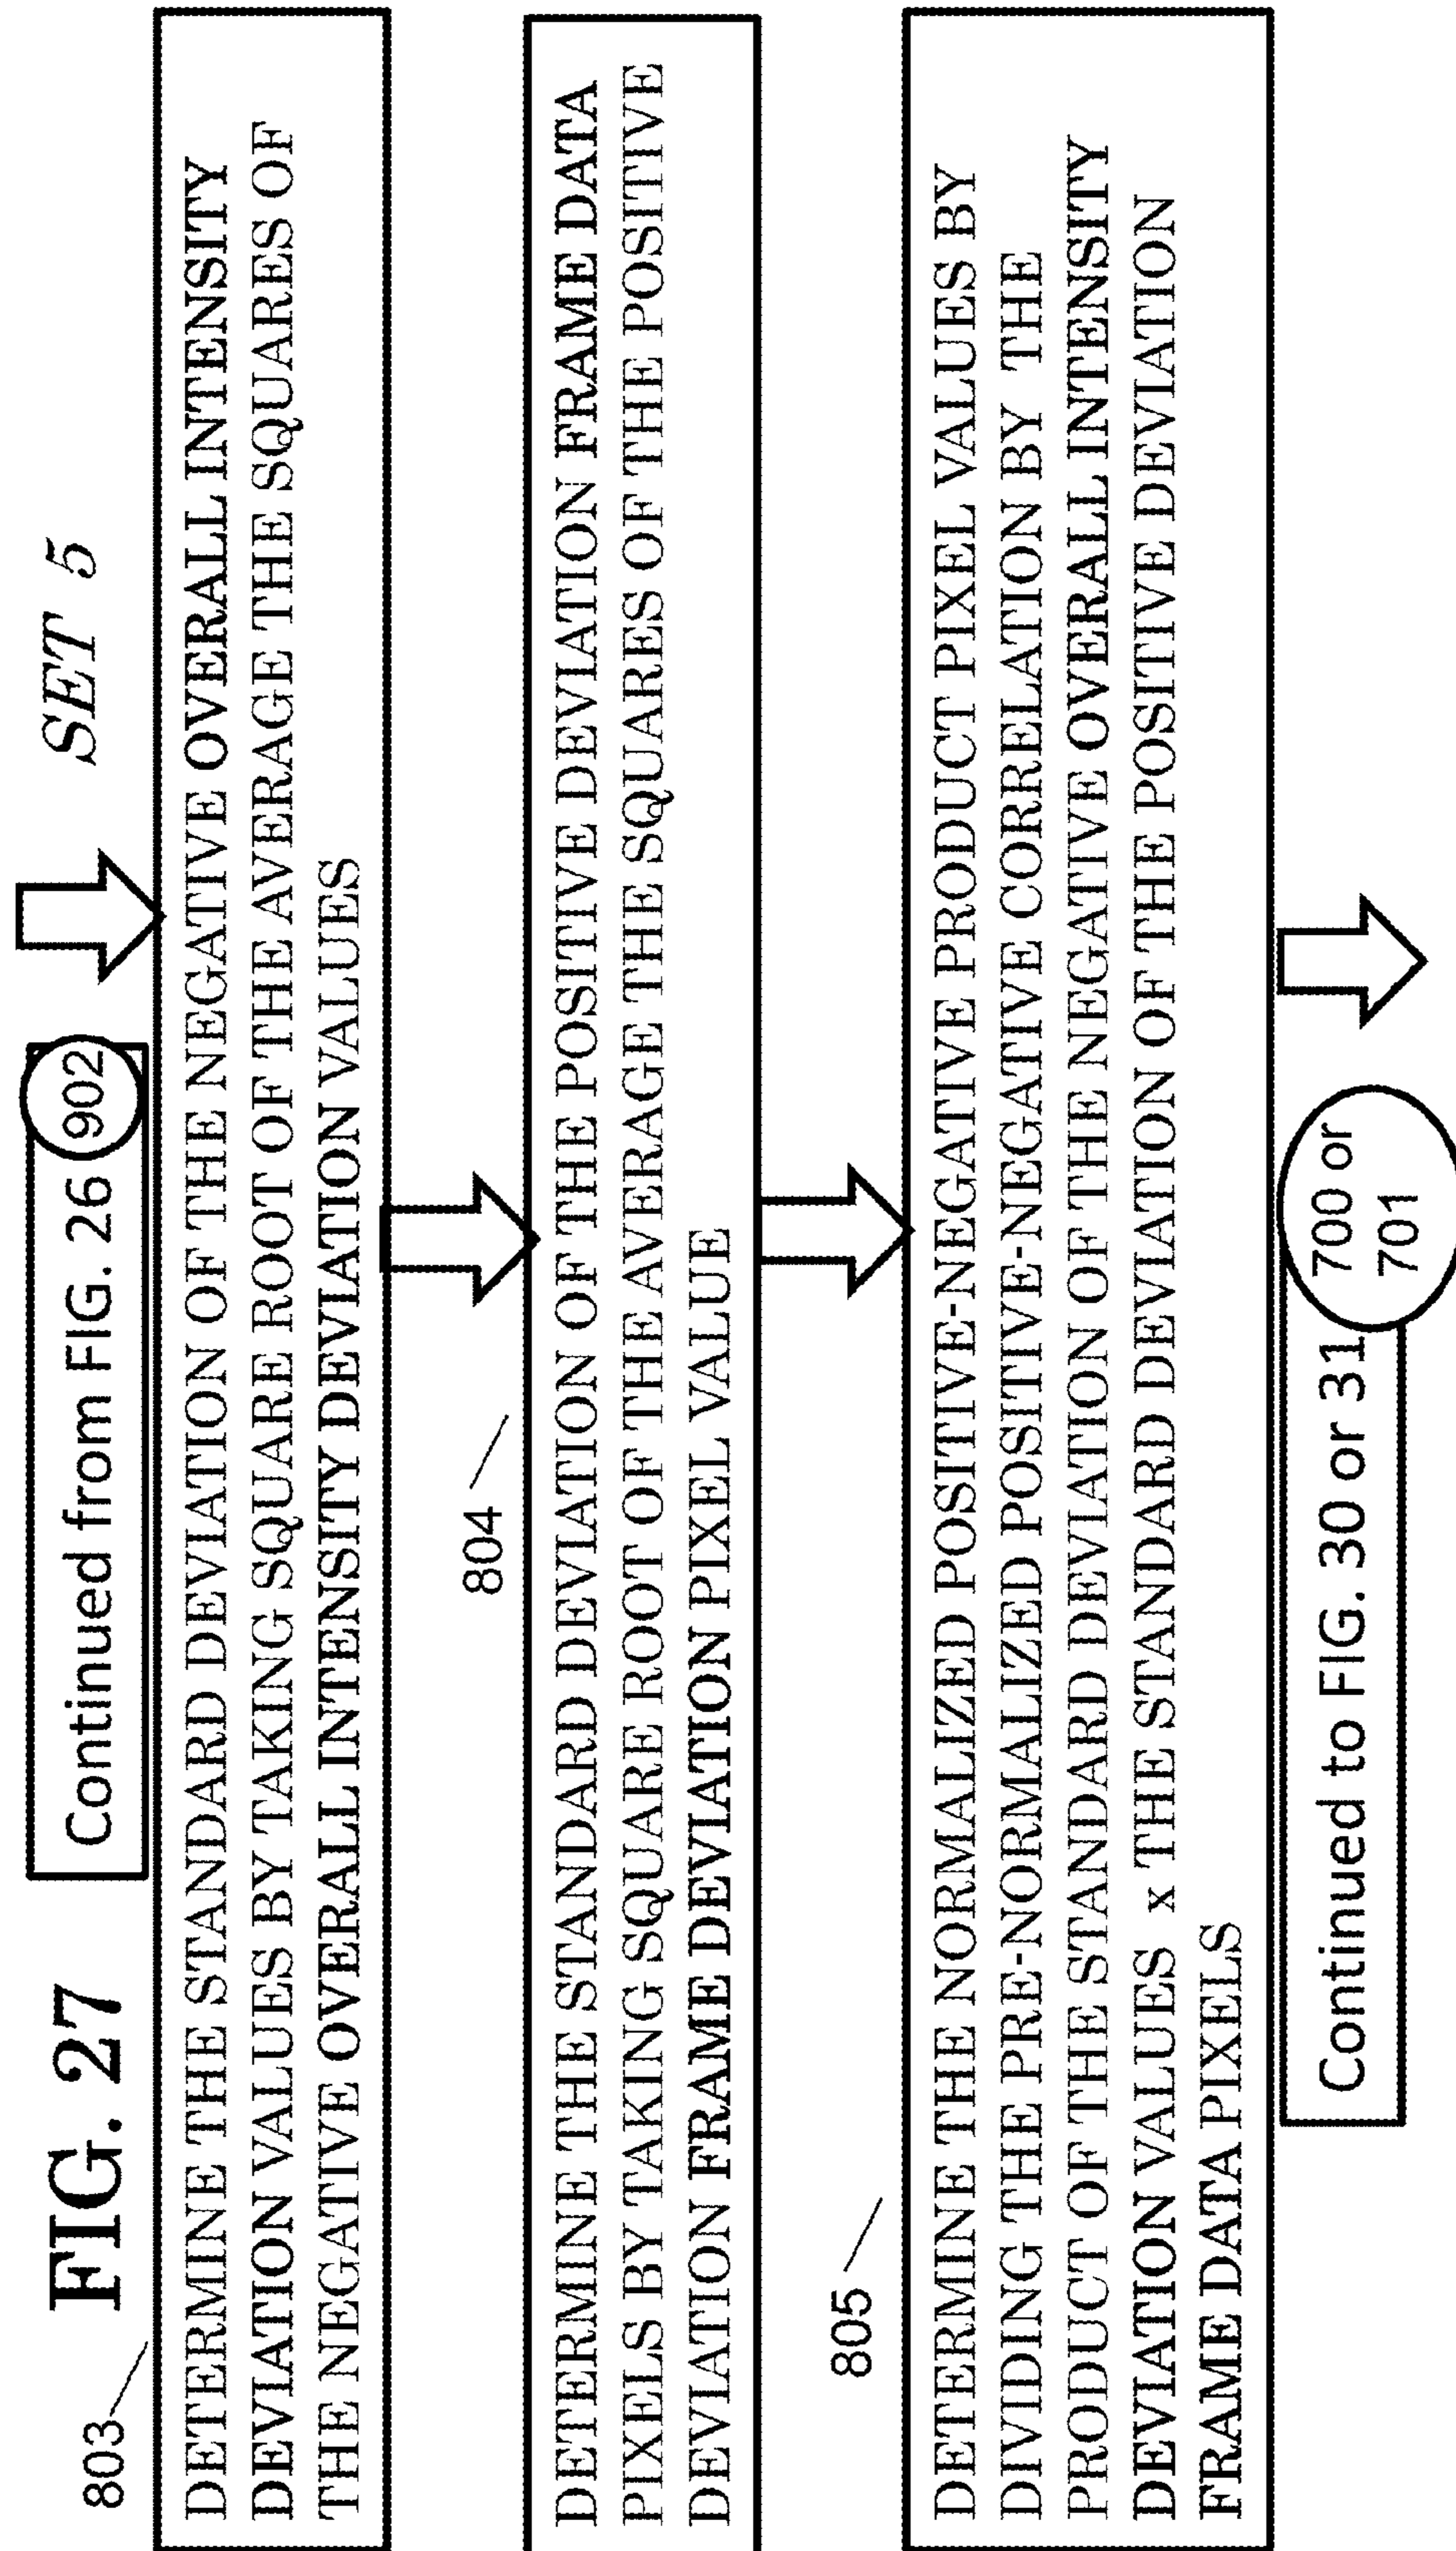 FIG. 27
Continued from FIG. 26
902
SET 5
803
DETERMINE THE STANDARD DEVIATION OF THE NEGATIVE OVERALL INTENSITY
DEVIATION VALUES BY TAKING SQUARE ROOT OF THE AVERAGE THE SQUARES OF
THE NEGATIVE OVERALL INTENSITY DEVIATION VALUES
804
DETERMINE THE STANDARD DEVIATION OF THE POSITIVE DEVIATION FRAME DATA
PIXELS BY TAKING SQUARE ROOT OF THE AVERAGE THE SQUARES OF THE POSITIVE
DEVIATION FRAME DEVIATION PIXEL VALUE
805
DETERMINE THE NORMALIZED POSITIVE-NEGATIVE PRODUCT PIXEL VALUES BY
DIVIDING THE PRE-NORMALIZED POSITIVE-NEGATIVE CORRELATION BY THE
PRODUCT OF THE STANDARD DEVIATION OF THE NEGATIVE OVERALL INTENSITY
DEVIATION VALUES x THE STANDARD DEVIATION OF THE POSITIVE DEVIATION
FRAME DATA PIXELS
Continued to FIG. 30 or 31
700 or
701